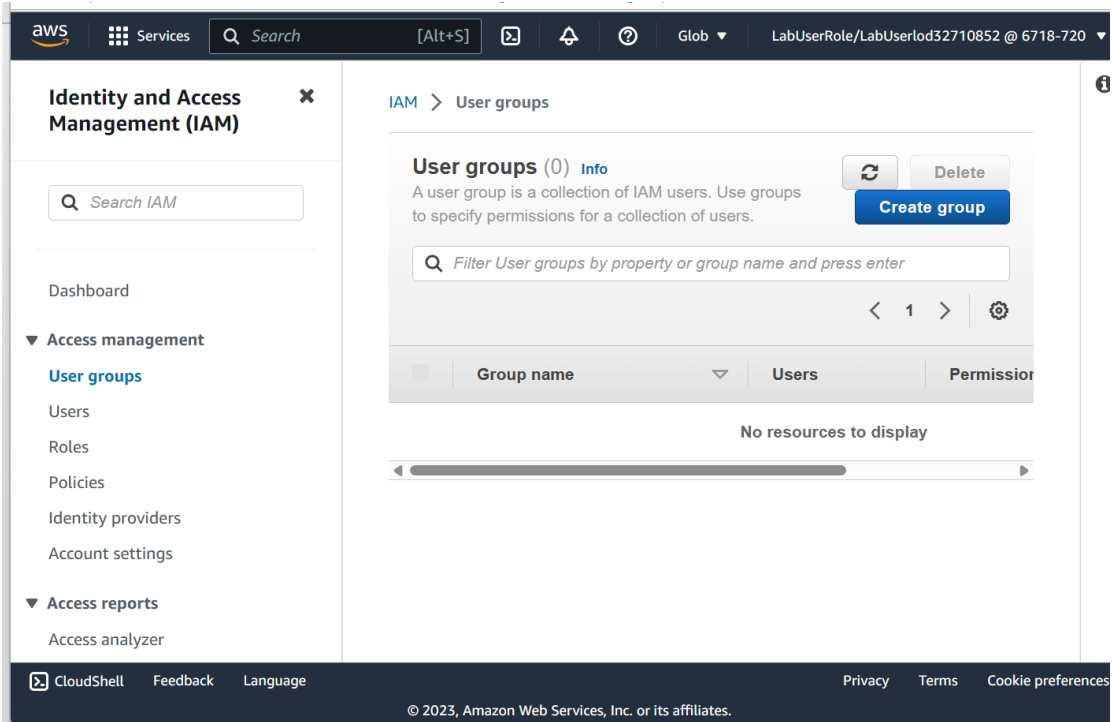 aws
Services
Search
[Alt+S]
Glob
LabUserRole/LabUserlod32710852 @ 6718-720
Identity and Access
Management (IAM)
Search IAM
Dashboard
Access management
User groups
Users
Roles
Policies
Identity providers
Account settings
Access reports
Access analyzer
IAM > User groups
User groups (0) Info
A user group is a collection of IAM users. Use groups
to specify permissions for a collection of users.
Delete
Create group
Filter User groups by property or group name and press enter
1
Group name
Users
Permission
No resources to display
CloudShell
Feedback
Language
Privacy
Terms
Cookie preferences
© 2023, Amazon Web Services, Inc. or its affiliates.